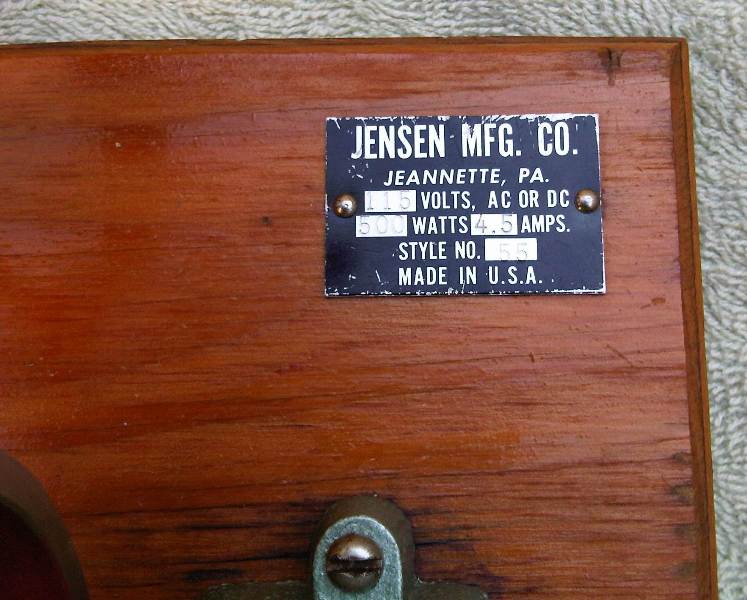 JENSEN MFG. CO.
JEANNETTE, PA.
115 VOLTS, AC OR DC
500 WATTS 4.5 AMPS.
STYLE NO. 55
MADE IN U.S.A.